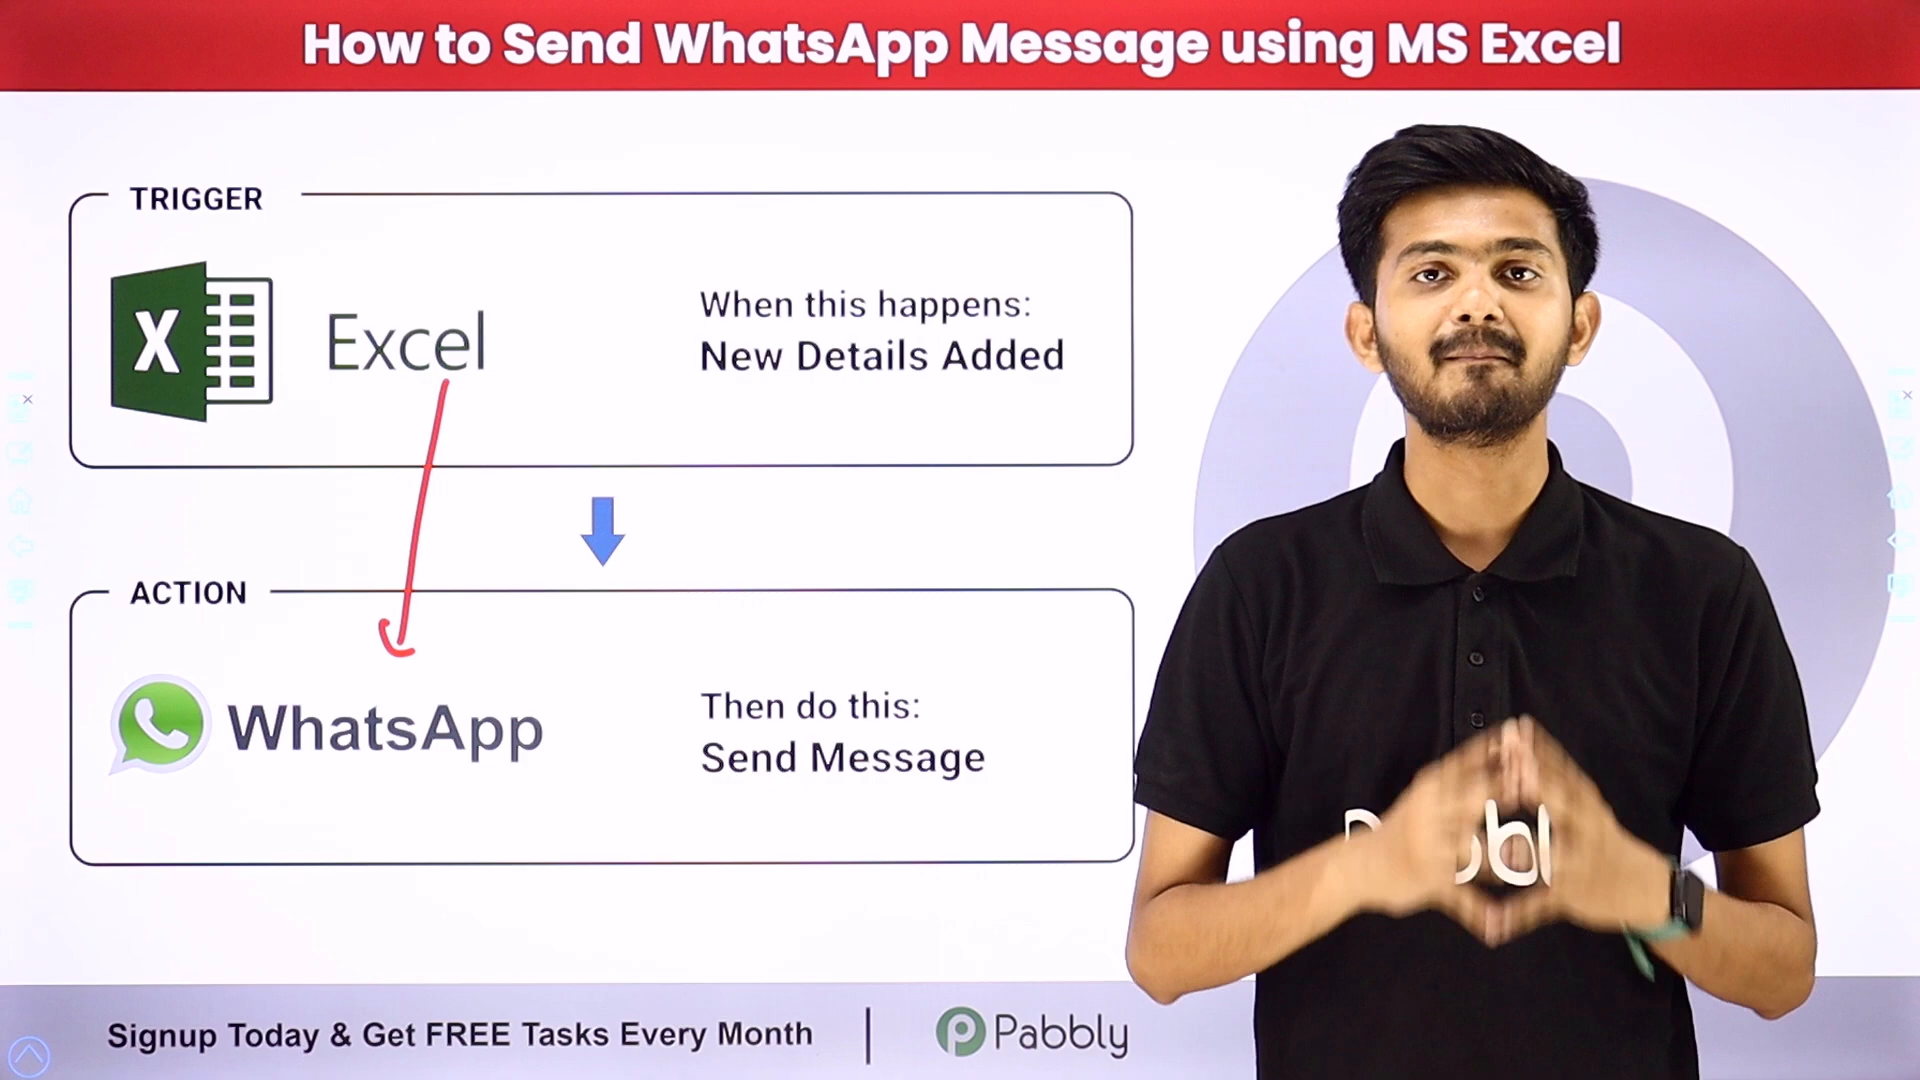 How to Send WhatsApp Message using MS Excel
TRIGGER
X
Excel
When this happens:
New Details Added
ACTION
WhatsApp
Then do this:
Send Message
Signup Today & Get FREE Tasks Every Month
Pabbly